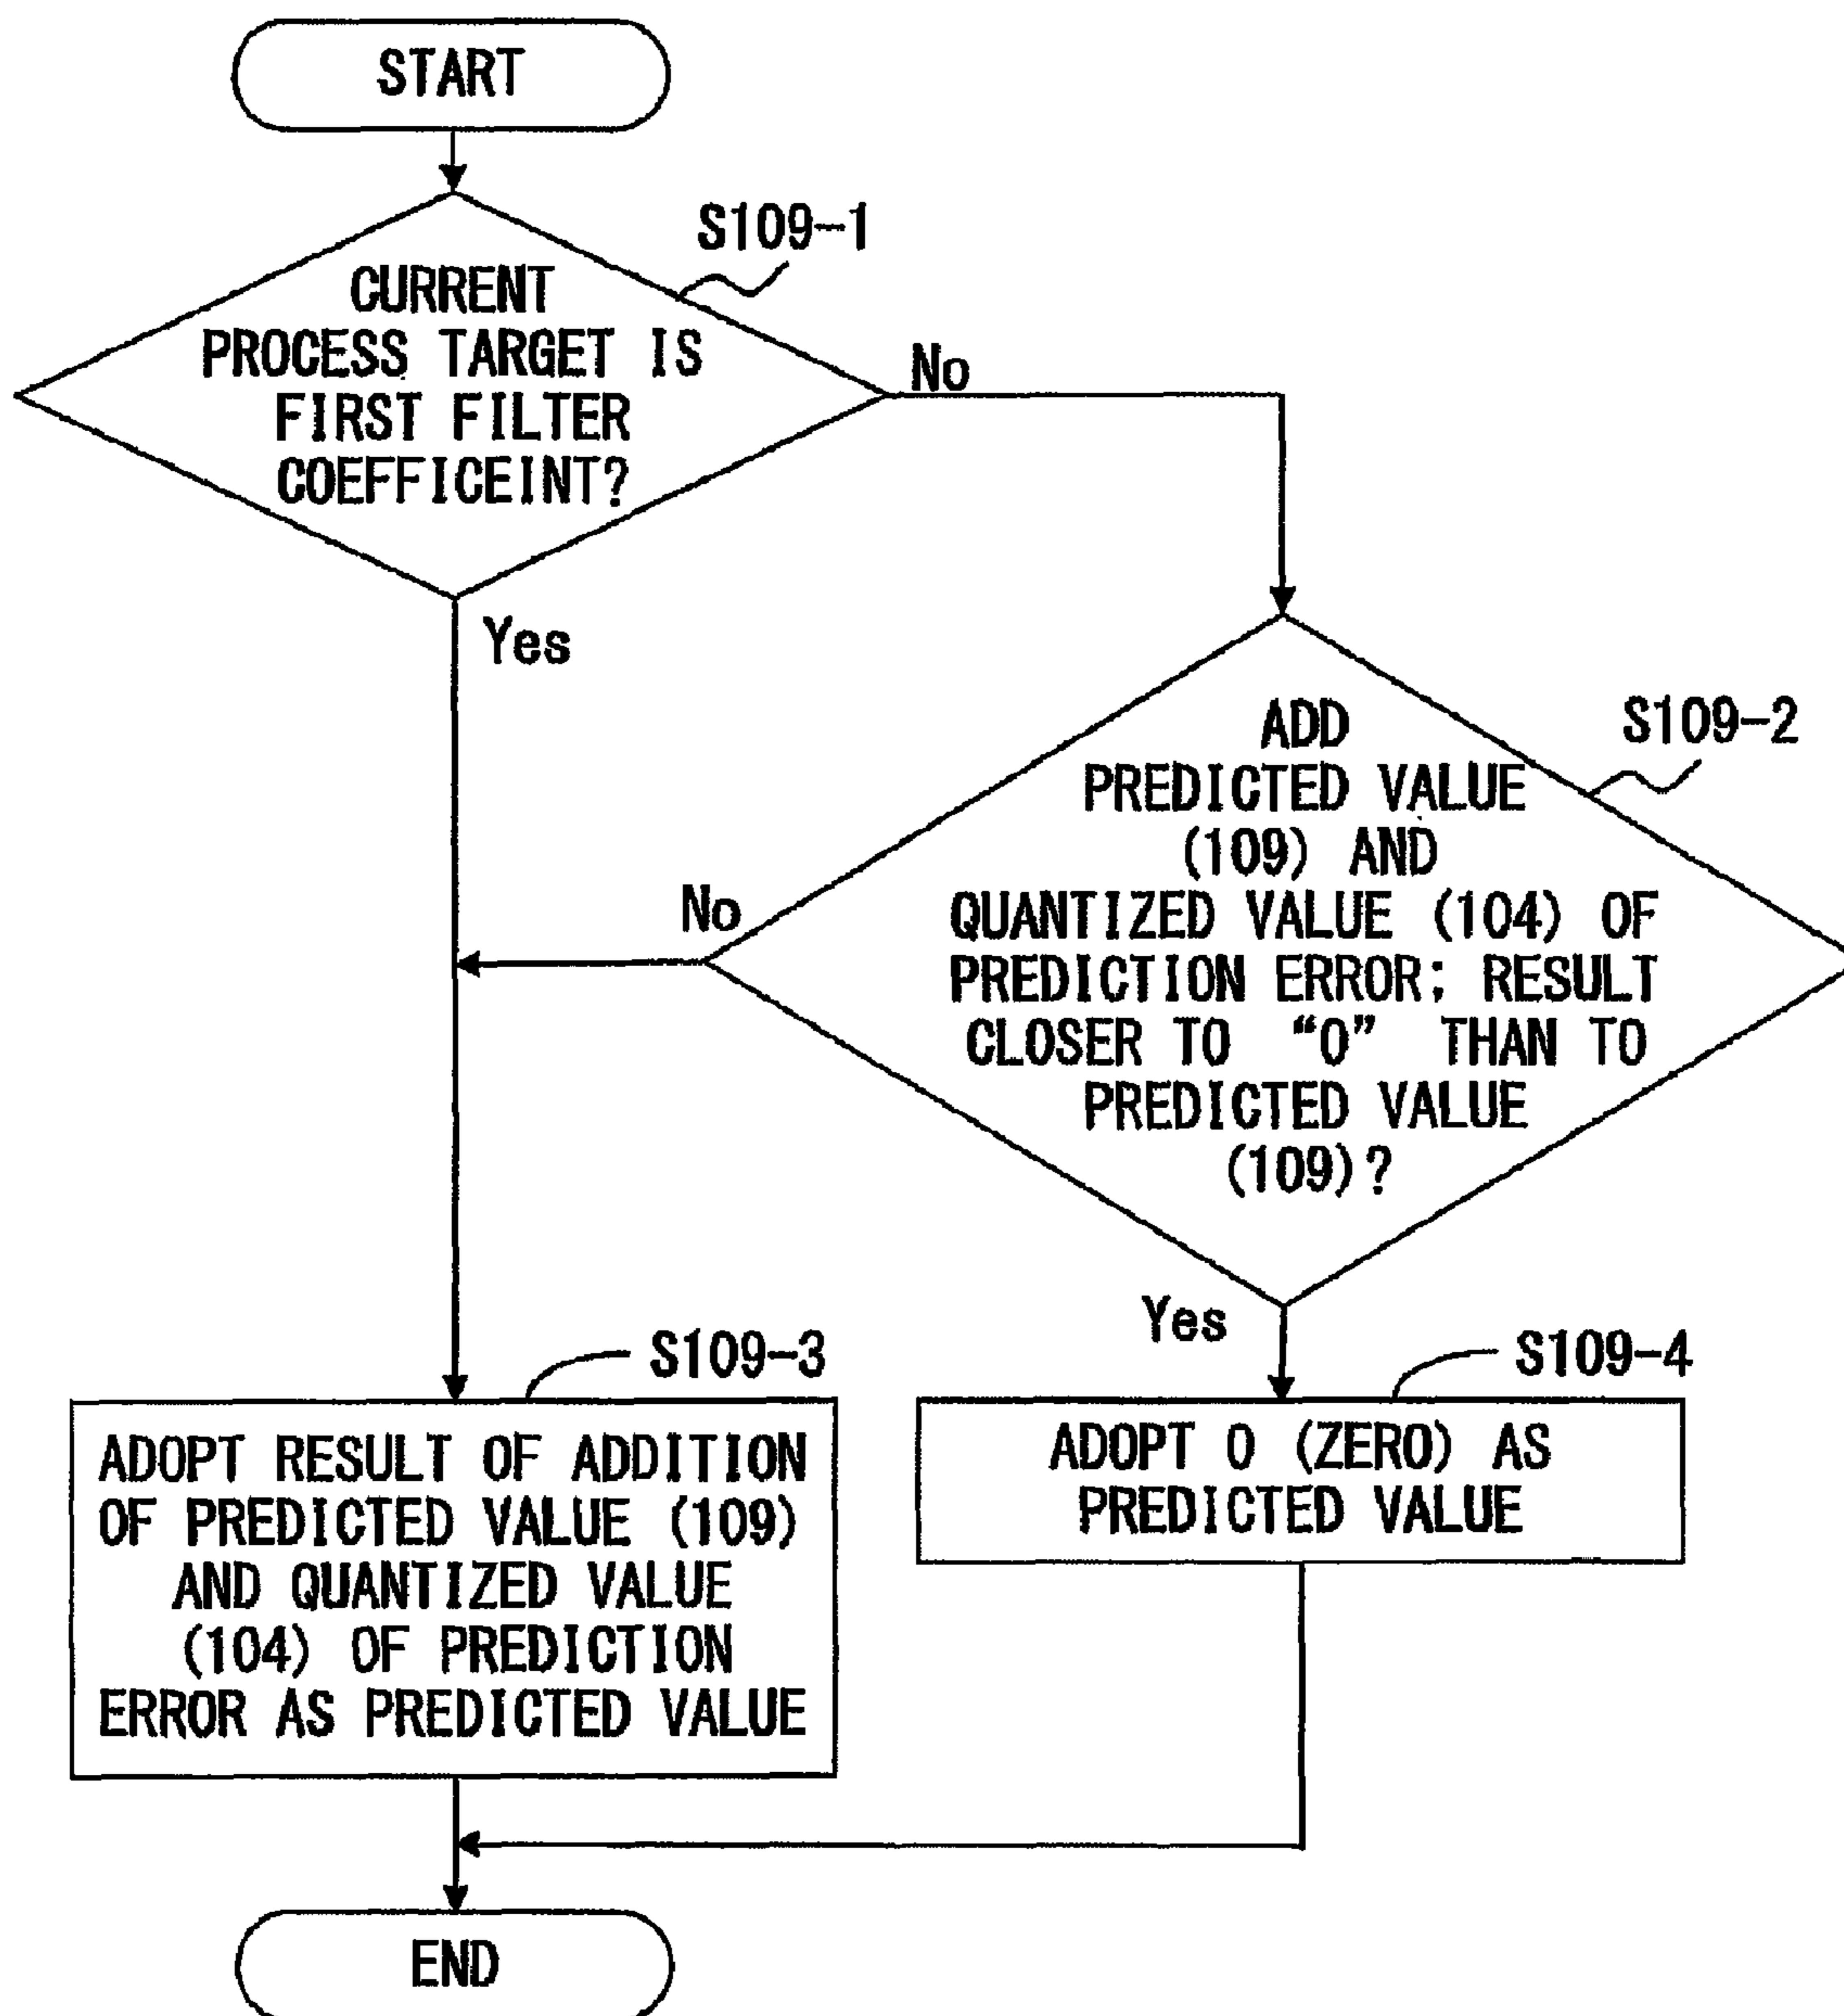 START
S109-1
CURRENT
PROCESS TARGET IS
FIRST FILTER
COEFFICEINT?
No
Yes
S109-2
ADD
PREDICTED VALUE
(109) AND
QUANTIZED VALUE (104) OF
PREDICTION ERROR; RESULT
CLOSER TO “0” THAN TO
PREDICTED VALUE
(109)?
No
Yes
S109-3
ADOPT RESULT OF ADDITION
OF PREDICTED VALUE (109)
AND QUANTIZED VALUE
(104) OF PREDICTION
ERROR AS PREDICTED VALUE
S109-4
ADOPT 0 (ZERO) AS
PREDICTED VALUE
END